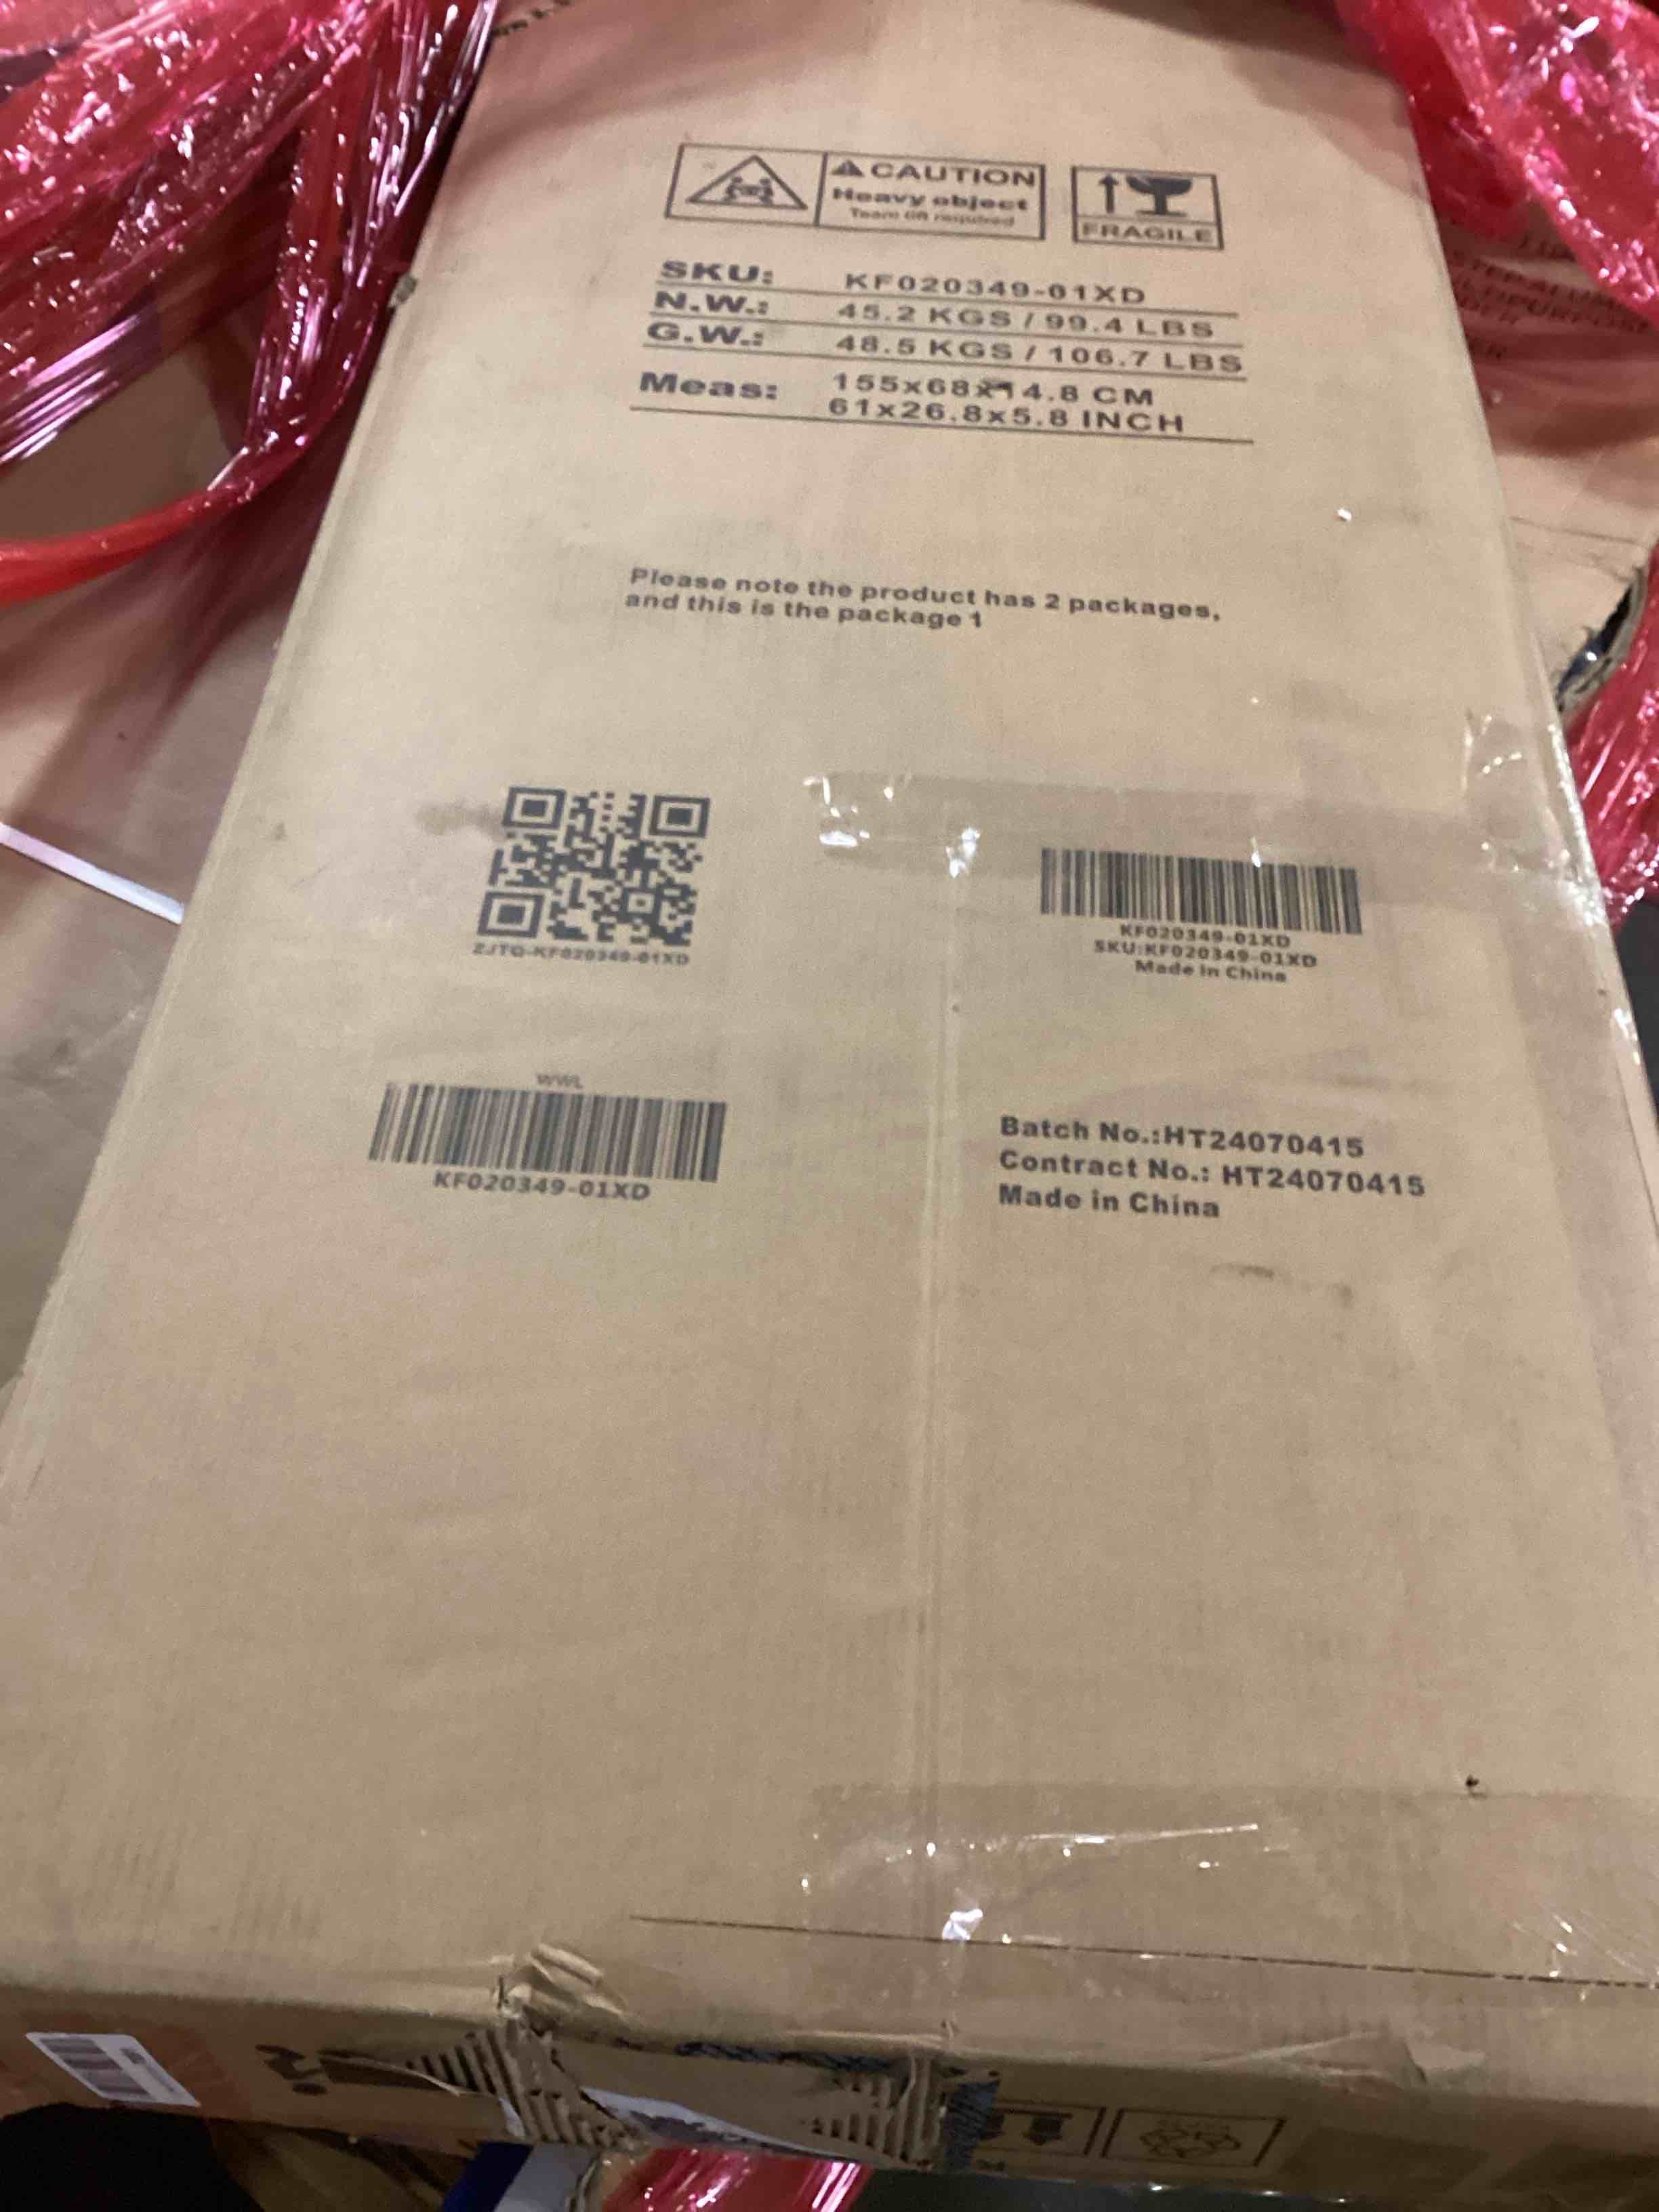 CAUTION
Heavy object
Team lift required
FRAGILE
SKU: KF020349-01XD
N.W.: 45.2 KGS / 99.4 LBS
G.W.: 48.5 KGS / 106.7 LBS
Meas: 155x68x14.8 CM
61x26.8x5.8 INCH
Please note the product has 2 packages,
and this is the package 1
ZJTQ-KF020349-01XD
KF020349-01XD
SKU:KF020349-01XD
Made in China
WWL
KF020349-01XD
Batch No.:HT24070415
Contract No.: HT24070415
Made in China